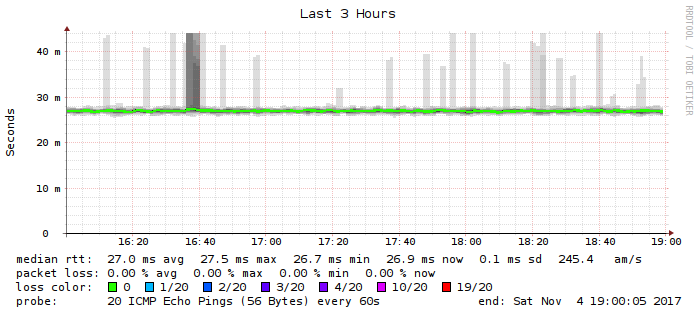 Last 3 Hours
RRDTOOL / TOBI OETIKER
Seconds
40 m
30 m
20 m
10 m
0
16:20 16:40 17:00 17:20 17:40 18:00 18:20 18:40 19:00
median rtt: 27.0 ms avg 27.5 ms max 26.7 ms min 26.9 ms now 0.1 ms sd 245.4 am/s
packet loss: 0.00 % avg 0.00 % max 0.00 % min 0.00 % now
loss color: 0 1/20 2/20 3/20 4/20 10/20 19/20
probe: 20 ICMP Echo Pings (56 Bytes) every 60s end: Sat Nov 4 19:00:05 2017